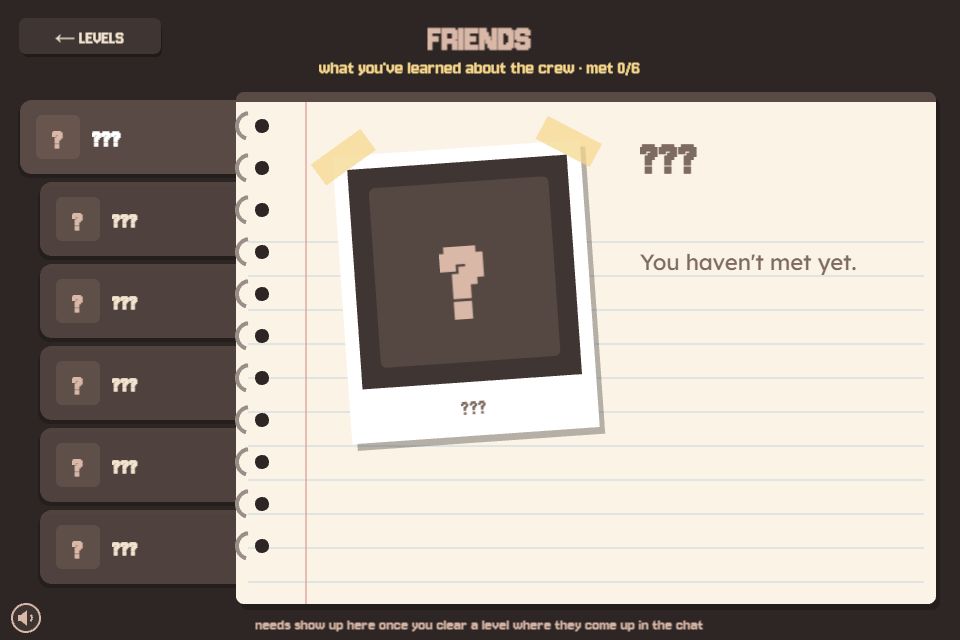 ← LEVELS
FRIENDS
what you've learned about the crew · met 0/6
? ???
? ???
? ???
? ???
? ???
? ???
?
???
???
You haven't met yet.
needs show up here once you clear a level where they come up in the chat